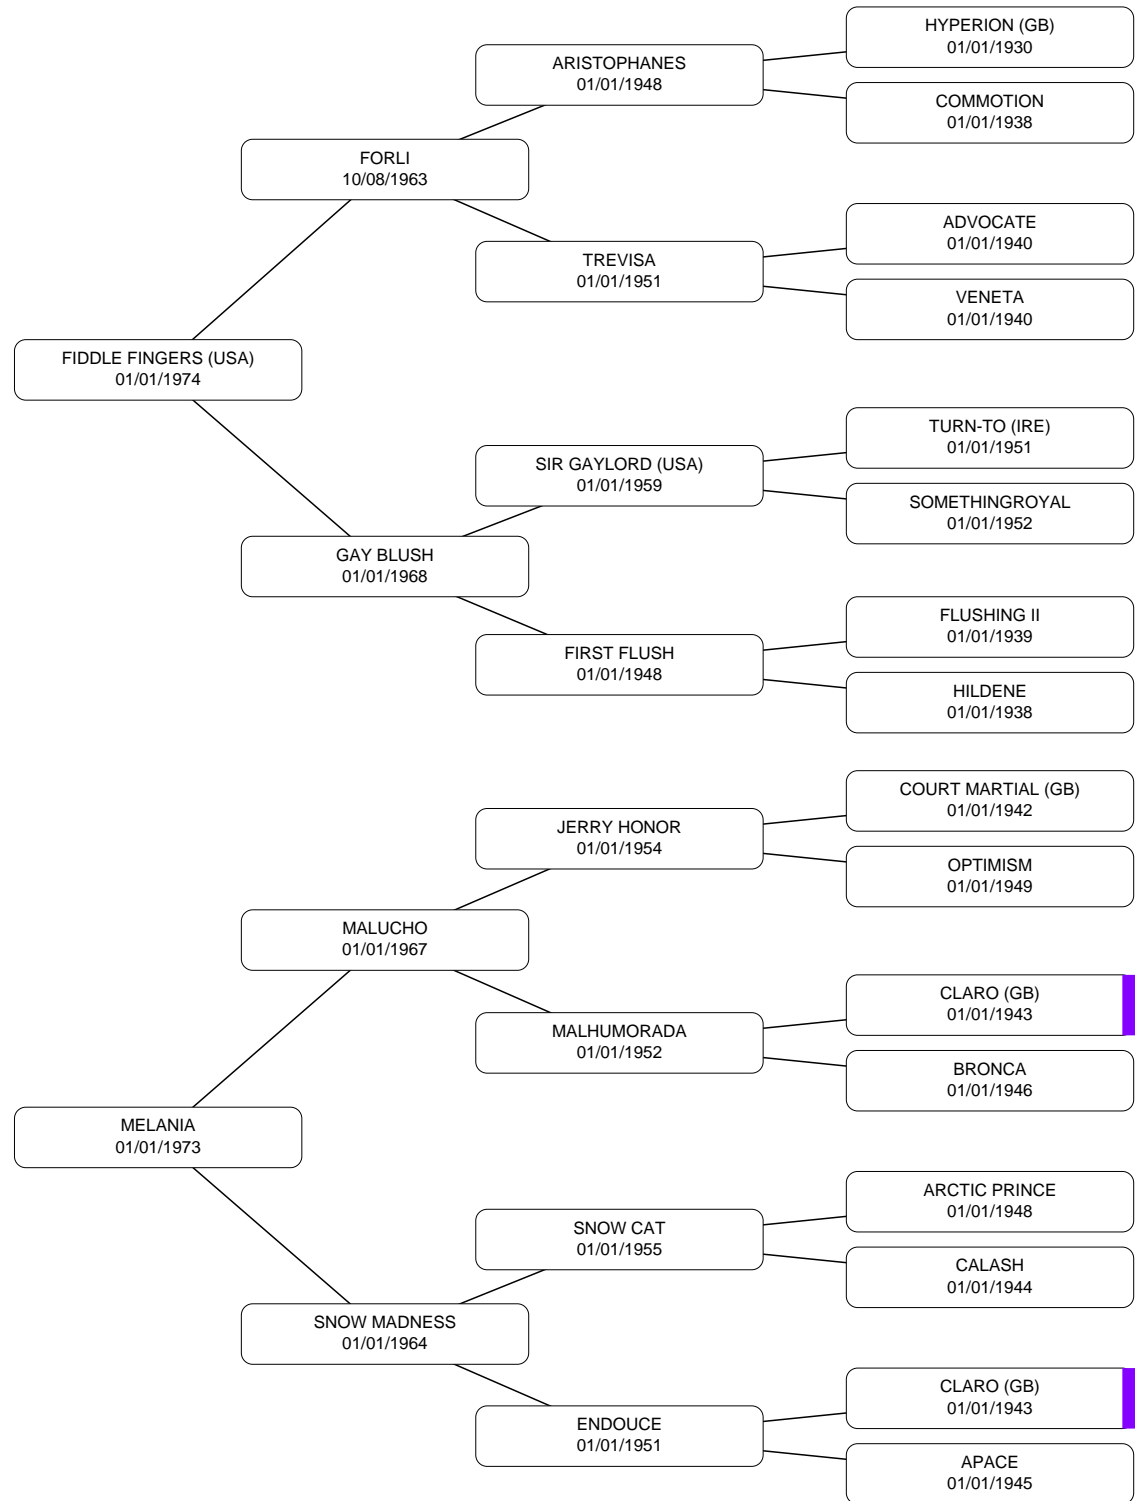 HYPERION (GB)
01/01/1930
ARISTOPHANES
01/01/1948
COMMOTION
01/01/1938
FORLI
10/08/1963
ADVOCATE
01/01/1940
TREVISA
01/01/1951
VENETA
01/01/1940
FIDDLE FINGERS (USA)
01/01/1974
TURN-TO (IRE)
01/01/1951
SIR GAYLORD (USA)
01/01/1959
SOMETHINGROYAL
01/01/1952
GAY BLUSH
01/01/1968
FLUSHING II
01/01/1939
FIRST FLUSH
01/01/1948
HILDENE
01/01/1938
COURT MARTIAL (GB)
01/01/1942
JERRY HONOR
01/01/1954
OPTIMISM
01/01/1949
MALUCHO
01/01/1967
CLARO (GB)
01/01/1943
MALHUMORADA
01/01/1952
BRONCA
01/01/1946
MELANIA
01/01/1973
ARCTIC PRINCE
01/01/1948
SNOW CAT
01/01/1955
CALASH
01/01/1944
SNOW MADNESS
01/01/1964
CLARO (GB)
01/01/1943
ENDOUCE
01/01/1951
APACE
01/01/1945